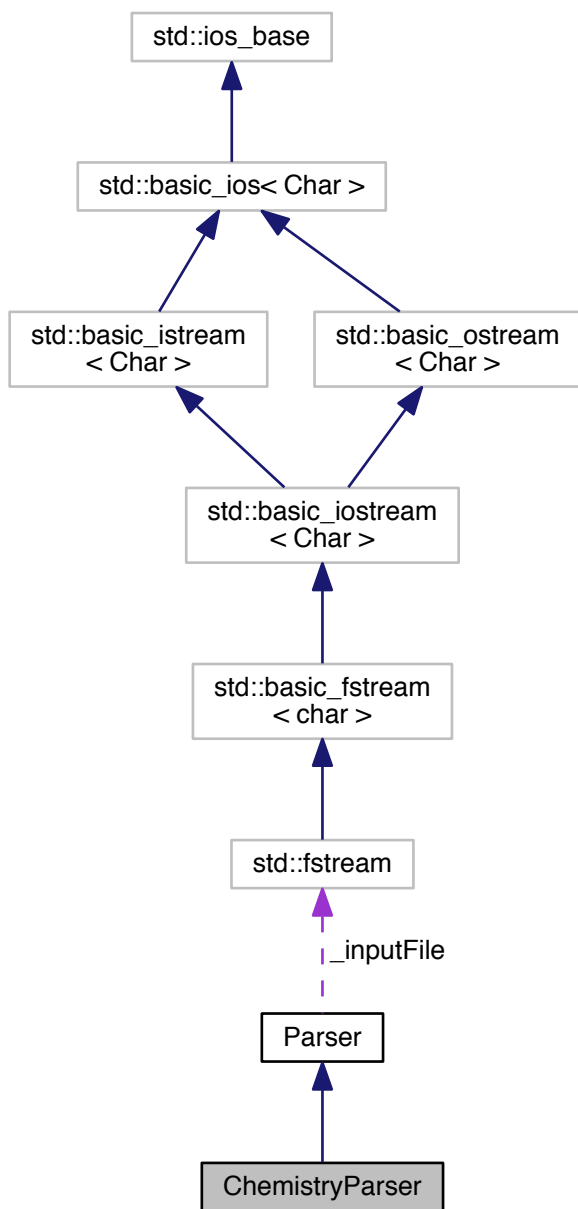 std::ios_base
std::basic_ios< Char >
std::basic_istream
< Char >
std::basic_ostream
< Char >
std::basic_iostream
< Char >
std::basic_fstream
< char >
std::fstream
_inputFile
Parser
ChemistryParser